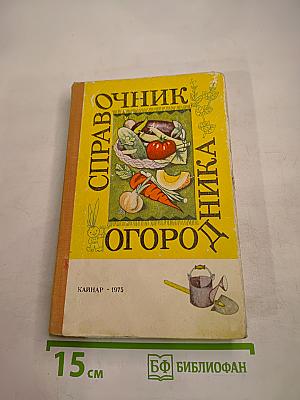 СПРАВОЧНИК
ОГОРОДНИКА
КАЙНАР - 1975
15 см
БФ БИБЛИОФАН